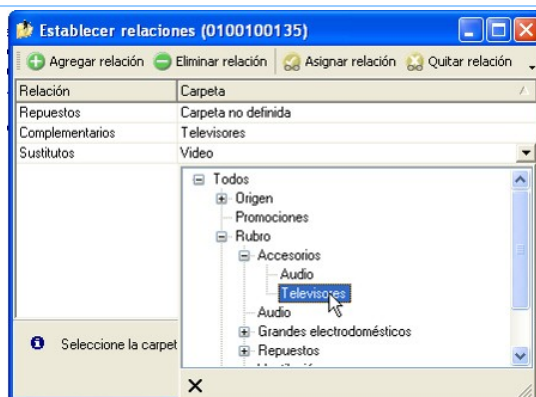 Establecer relaciones (0100100135)
Agregar relación Eliminar relación Asignar relación Quitar relación
Relación Carpeta
Repuestos Carpeta no definida
Complementarios Televisores
Sustitutos Video
Todos
Origen
Promociones
Rubro
Accesorios
Audio
Televisores
Audio
Grandes electrodomésticos
Seleccione la carpet
Repuestos